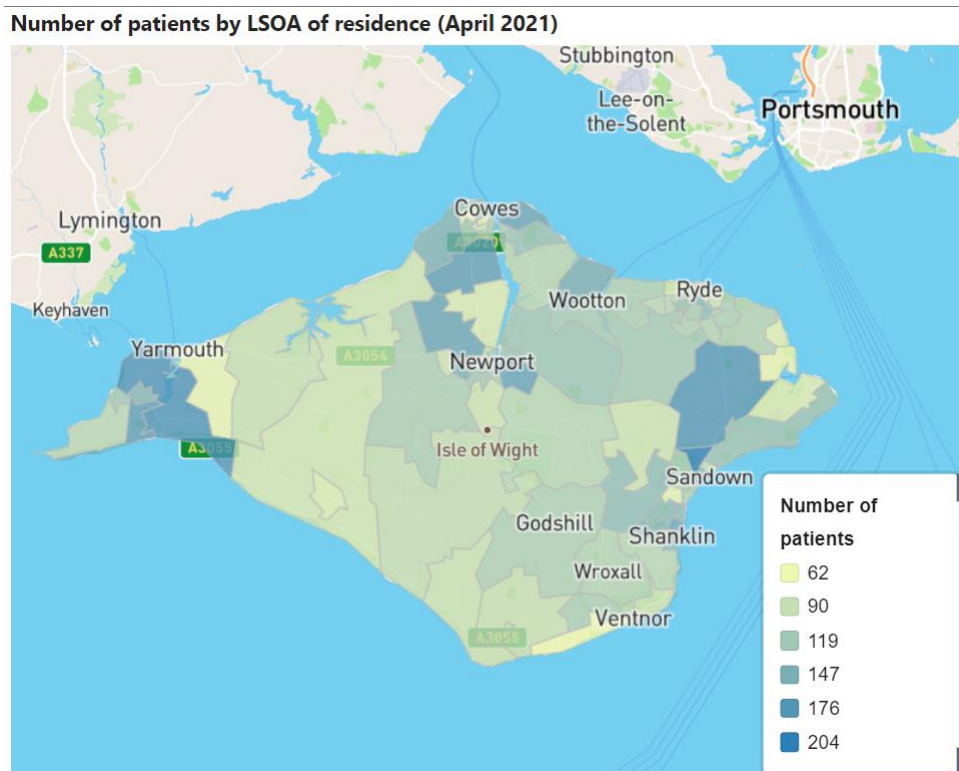 Number of patients by LSOA of residence (April 2021)
Stubbington
Lee-on-
the-Solent
Portsmouth
Lymington
A337
Keyhaven
Cowes
A3020
Wootton
Ryde
Yarmouth
A3054
Newport
Isle of Wight
A3055
Sandown
Godshill
Shanklin
Wroxall
Ventnor
A3055
Number of
patients
62
90
119
147
176
204